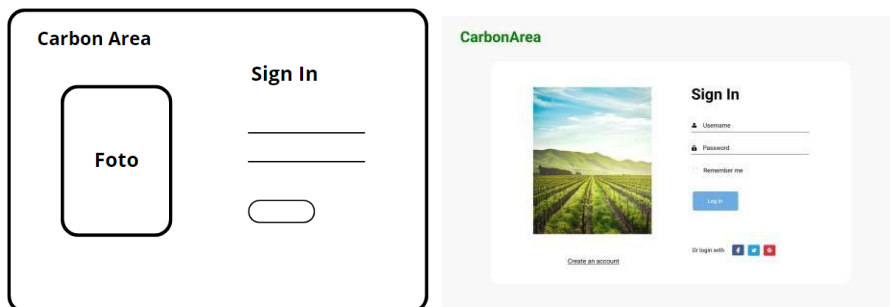 Carbon Area
Sign In
Foto
CarbonArea
Sign In
Username
Password
Remember me
Log in
Or login with
Create an account